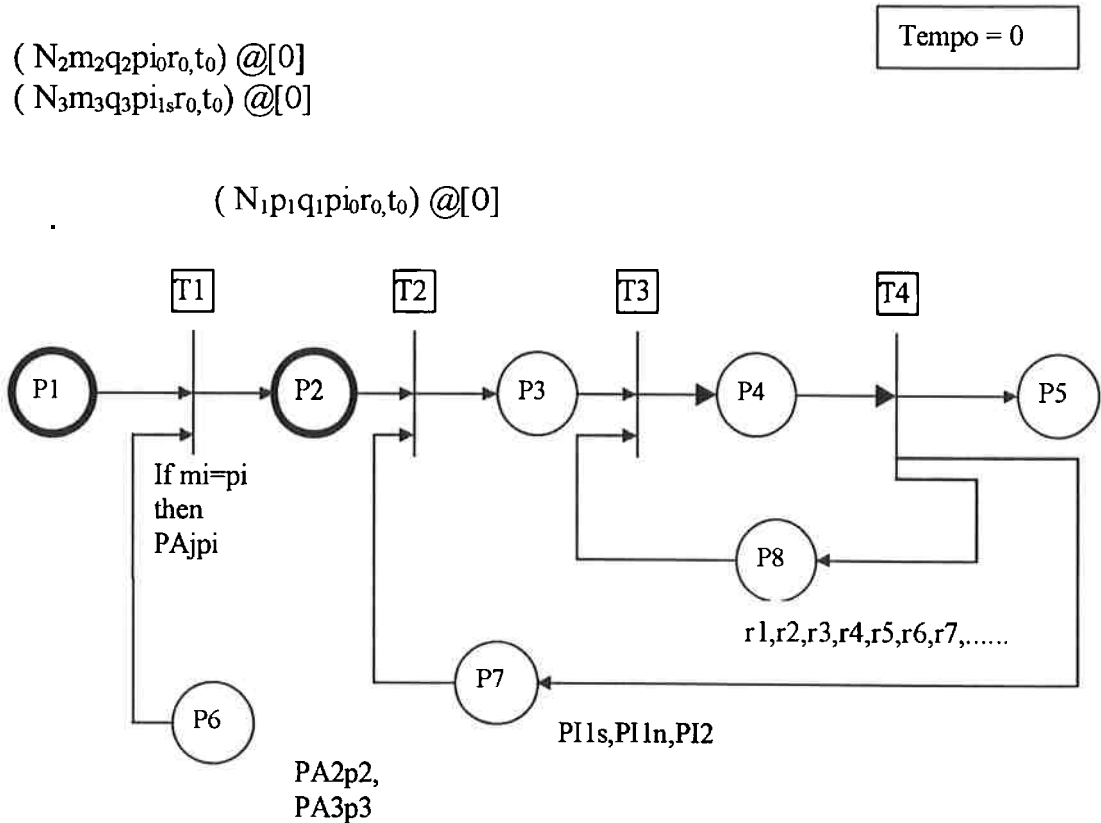 Tempo = 0
( N₂m₂q₂pi₀r₀,t₀) @[0]
( N₃m₃q₃pi₁ₛr₀,t₀) @[0]
( N₁p₁q₁pi₀r₀,t₀) @[0]
T1
T2
T3
T4
P1
P2
P3
P4
P5
If mi=pi
then
PAjpi
P8
r1,r2,r3,r4,r5,r6,r7,......
P7
P6
PI1s,PI1n,PI2
PA2p2,
PA3p3